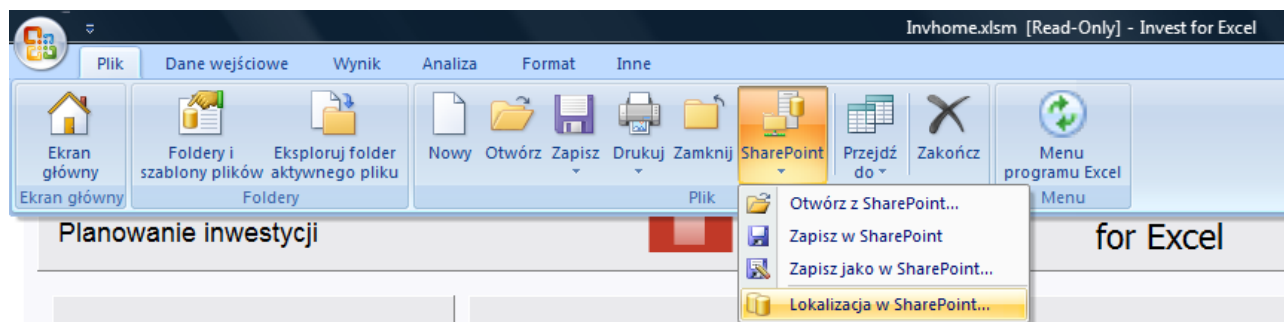 Invhome.xlsm [Read-Only] - Invest for Excel
Plik Dane wejściowe Wynik Analiza Format Inne
Ekran główny
Foldery i szablony plików
Eksploruj folder aktywnego pliku
Nowy
Otwórz
Zapisz
Drukuj
Zamknij
SharePoint
Przejdź do
Zakończ
Menu programu Excel
Ekran główny Foldery Plik Menu
Planowanie inwestycji
for Excel
Otwórz z SharePoint...
Zapisz w SharePoint
Zapisz jako w SharePoint...
Lokalizacja w SharePoint...